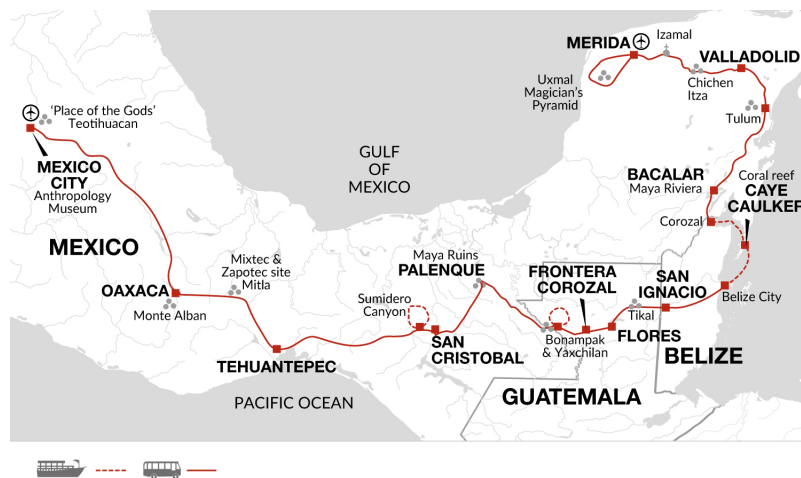 MERIDA
Izamal
VALLADOLID
Uxmal
Magician's
Pyramid
Chichen
Itza
Tulum
'Place of the Gods'
Teotihuacan
MEXICO
CITY
Anthropology
Museum
GULF
OF
MEXICO
BACALAR
Maya Riviera
Coral reef
CAYE
CAULKER
Corozal
MEXICO
Mixtec &
Zapotec site
Mitla
Maya Ruins
PALENQUE
FRONTERA
COROZAL
SAN
IGNACIO
OAXACA
Monte Alban
Sumidero
Canyon
Belize City
Tikal
FLORES
Bonampak
& Yaxchilan
SAN
CRISTOBAL
BELIZE
TEHUANTEPEC
GUATEMALA
PACIFIC OCEAN